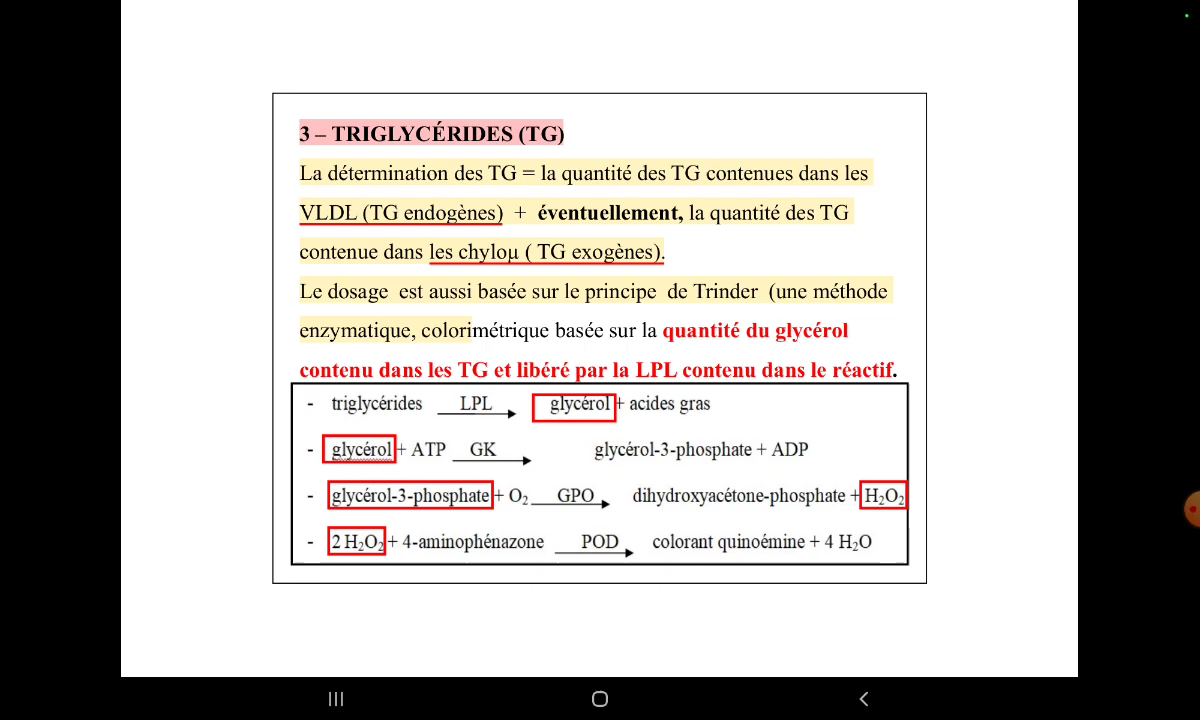 3 – TRIGLYCÉRIDES (TG)
La détermination des TG = la quantité des TG contenues dans les
VLDL (TG endogènes) + éventuellement, la quantité des TG
contenue dans les chyloµ ( TG exogènes).
Le dosage est aussi basée sur le principe de Trinder (une méthode
enzymatique, colorimétrique basée sur la quantité du glycérol
contenu dans les TG et libéré par la LPL contenu dans le réactif.
- triglycérides LPL glycérol + acides gras
- glycérol + ATP GK glycérol-3-phosphate + ADP
- glycérol-3-phosphate + O₂ GPO dihydroxyacétone-phosphate + H₂O₂
- 2 H₂O₂ + 4-aminophénazone POD colorant quinoémine + 4 H₂O